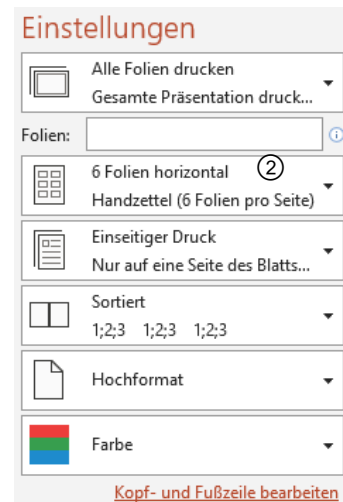 Einstellungen
Alle Folien drucken
Gesamte Präsentation druck...
Folien:
6 Folien horizontal ②
Handzettel (6 Folien pro Seite)
Einseitiger Druck
Nur auf eine Seite des Blatts...
Sortiert
1;2;3 1;2;3 1;2;3
Hochformat
Farbe
Kopf- und Fußzeile bearbeiten